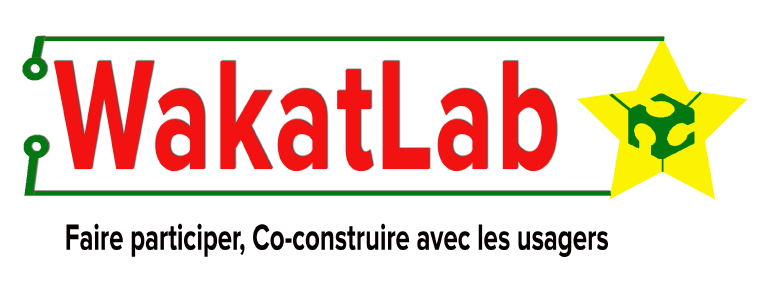 WakatLab
Faire participer, Co-construire avec les usagers